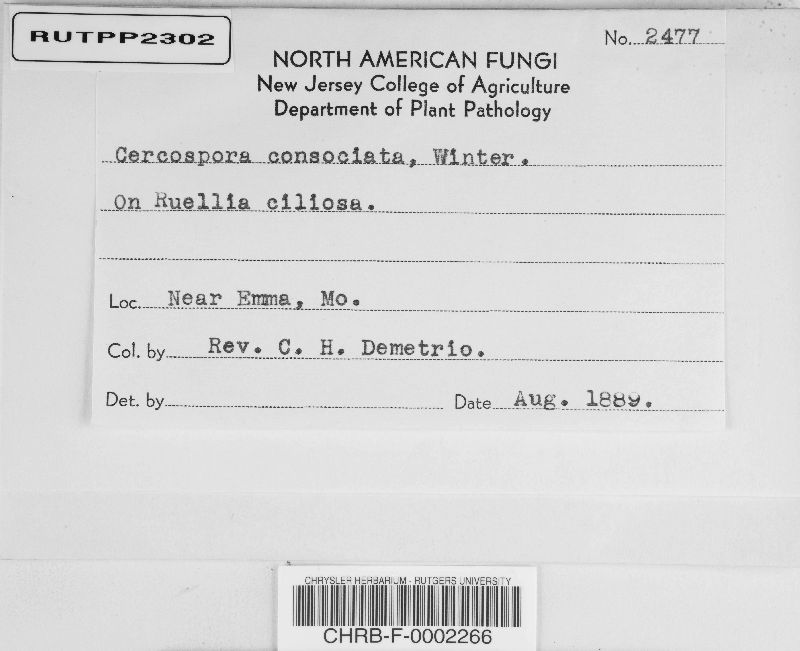 RUTPP2302
No. 2477
NORTH AMERICAN FUNGI
New Jersey College of Agriculture
Department of Plant Pathology
Cercospora consociata, Winter.
On Ruellia ciliosa.
Loc. Near Emma, Mo.
Col. by Rev. C. H. Demetrio.
Det. by Date Aug. 1889.
CHRYSLER HERBARIUM - RUTGERS UNIVERSITY
CHRB-F-0002266